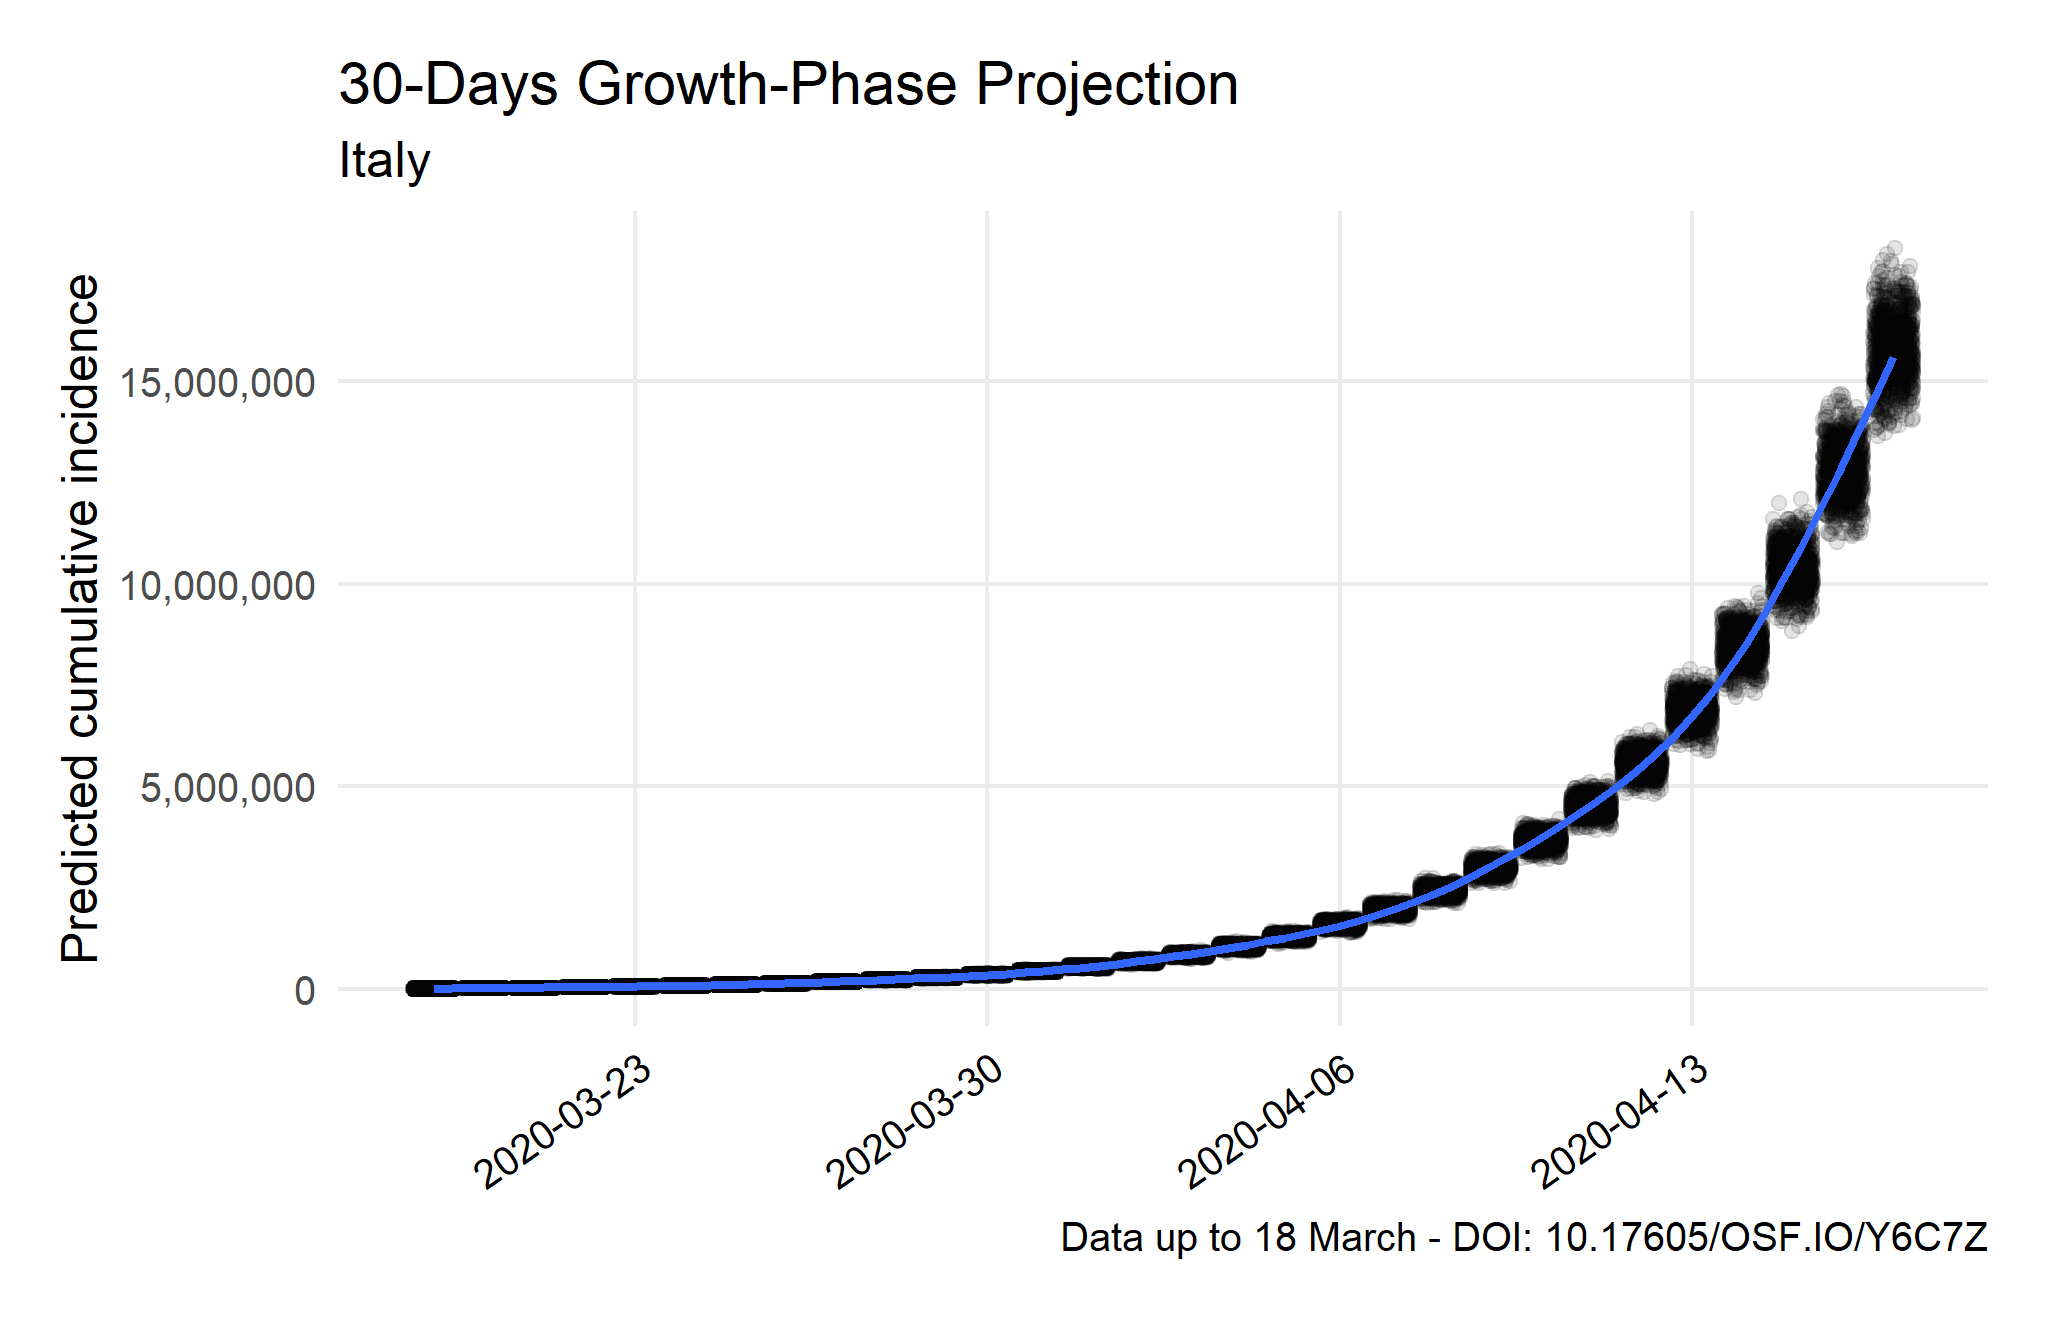 30-Days Growth-Phase Projection
Italy
Predicted cumulative incidence
15,000,000
10,000,000
5,000,000
0
2020-03-23
2020-03-30
2020-04-06
2020-04-13
Data up to 18 March - DOI: 10.17605/OSF.IO/Y6C7Z